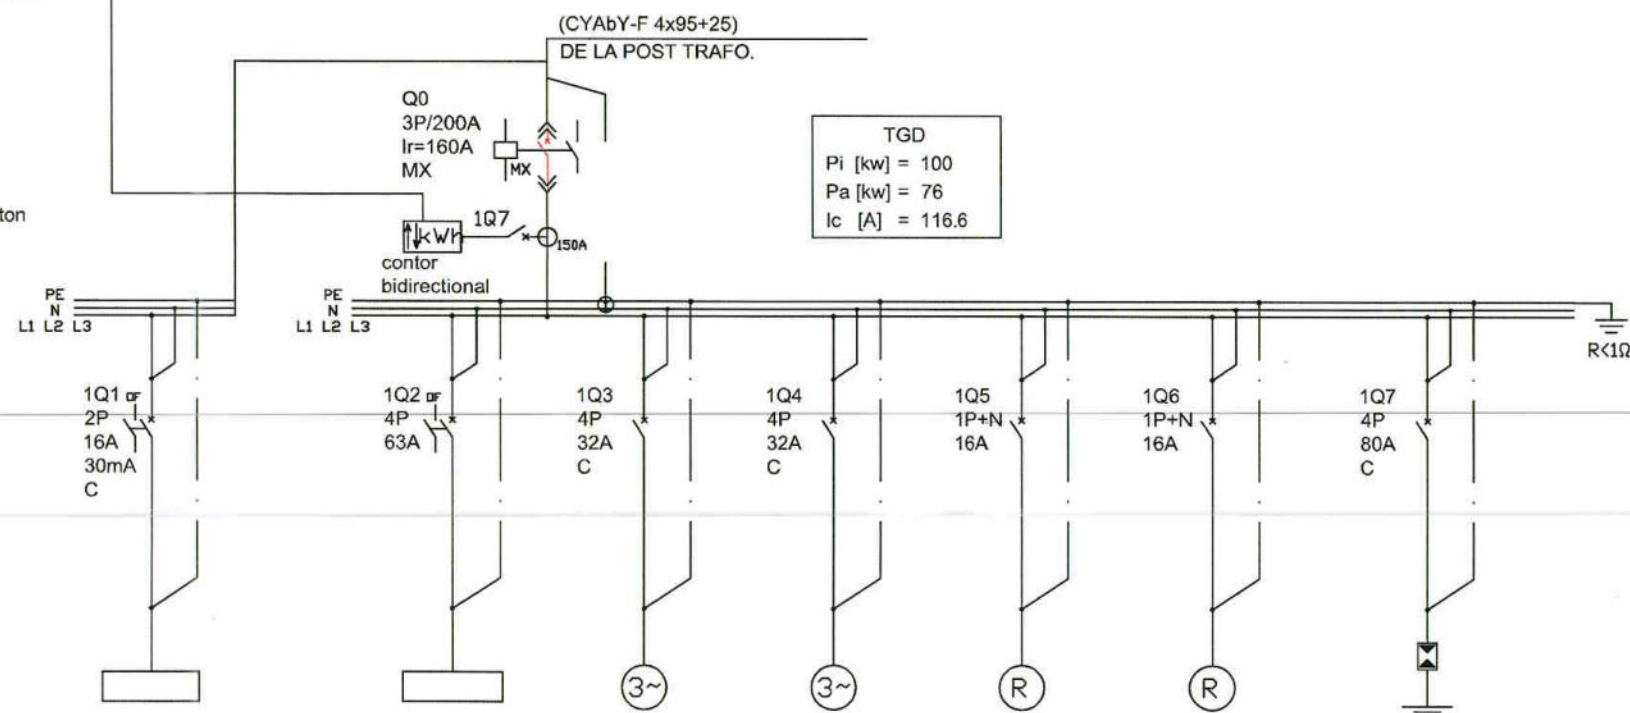 (CYAbY-F 4x95+25)
DE LA POST TRAFO.
Q0
3P/200A
Ir=160A
MX
MX
TGD
Pi [kw] = 100
Pa [kw] = 76
Ic [A] = 116.6
ton
kWh
1Q7
150A
contor
bidirectional
PE
N
L1 L2 L3
PE
N
L1 L2 L3
R<1Ω
1Q1 OF
2P
16A
30mA
C
1Q2 OF
4P
63A
1Q3
4P
32A
C
1Q4
4P
32A
C
1Q5
1P+N
16A
1Q6
1P+N
16A
1Q7
4P
80A
C
3~
3~
R
R